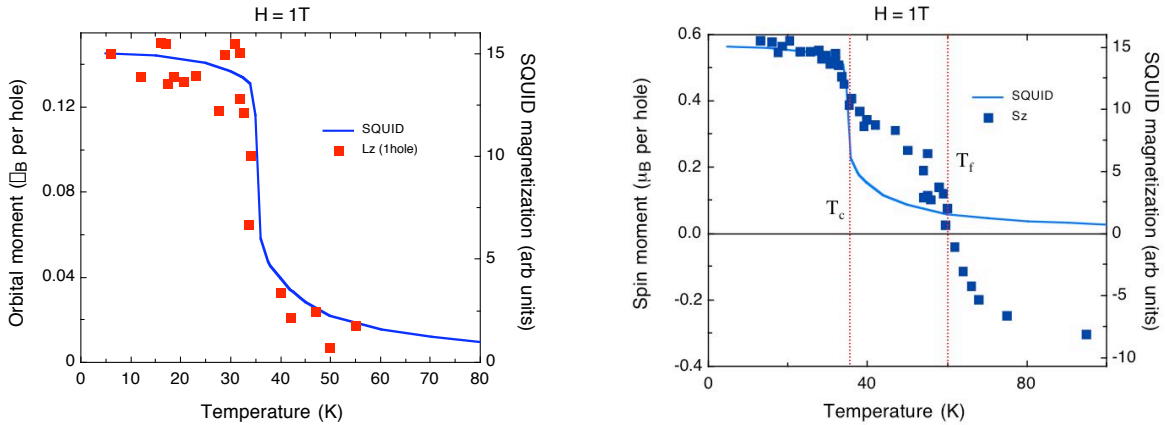 H = 1T
Orbital moment (□B per hole)
0.12
0.08
0.04
0
15
10
5
0
SQUID magnetization (arb units)
SQUID
Lz (1hole)
0
10
20
30
40
50
60
70
80
Temperature (K)
H = 1T
Spin moment (μB per hole)
0.6
0.4
0.2
0.0
-0.2
-0.4
15
10
5
0
-5
-10
SQUID magnetization (arb units)
SQUID
Sz
Tc
Tf
0
40
80
Temperature (K)